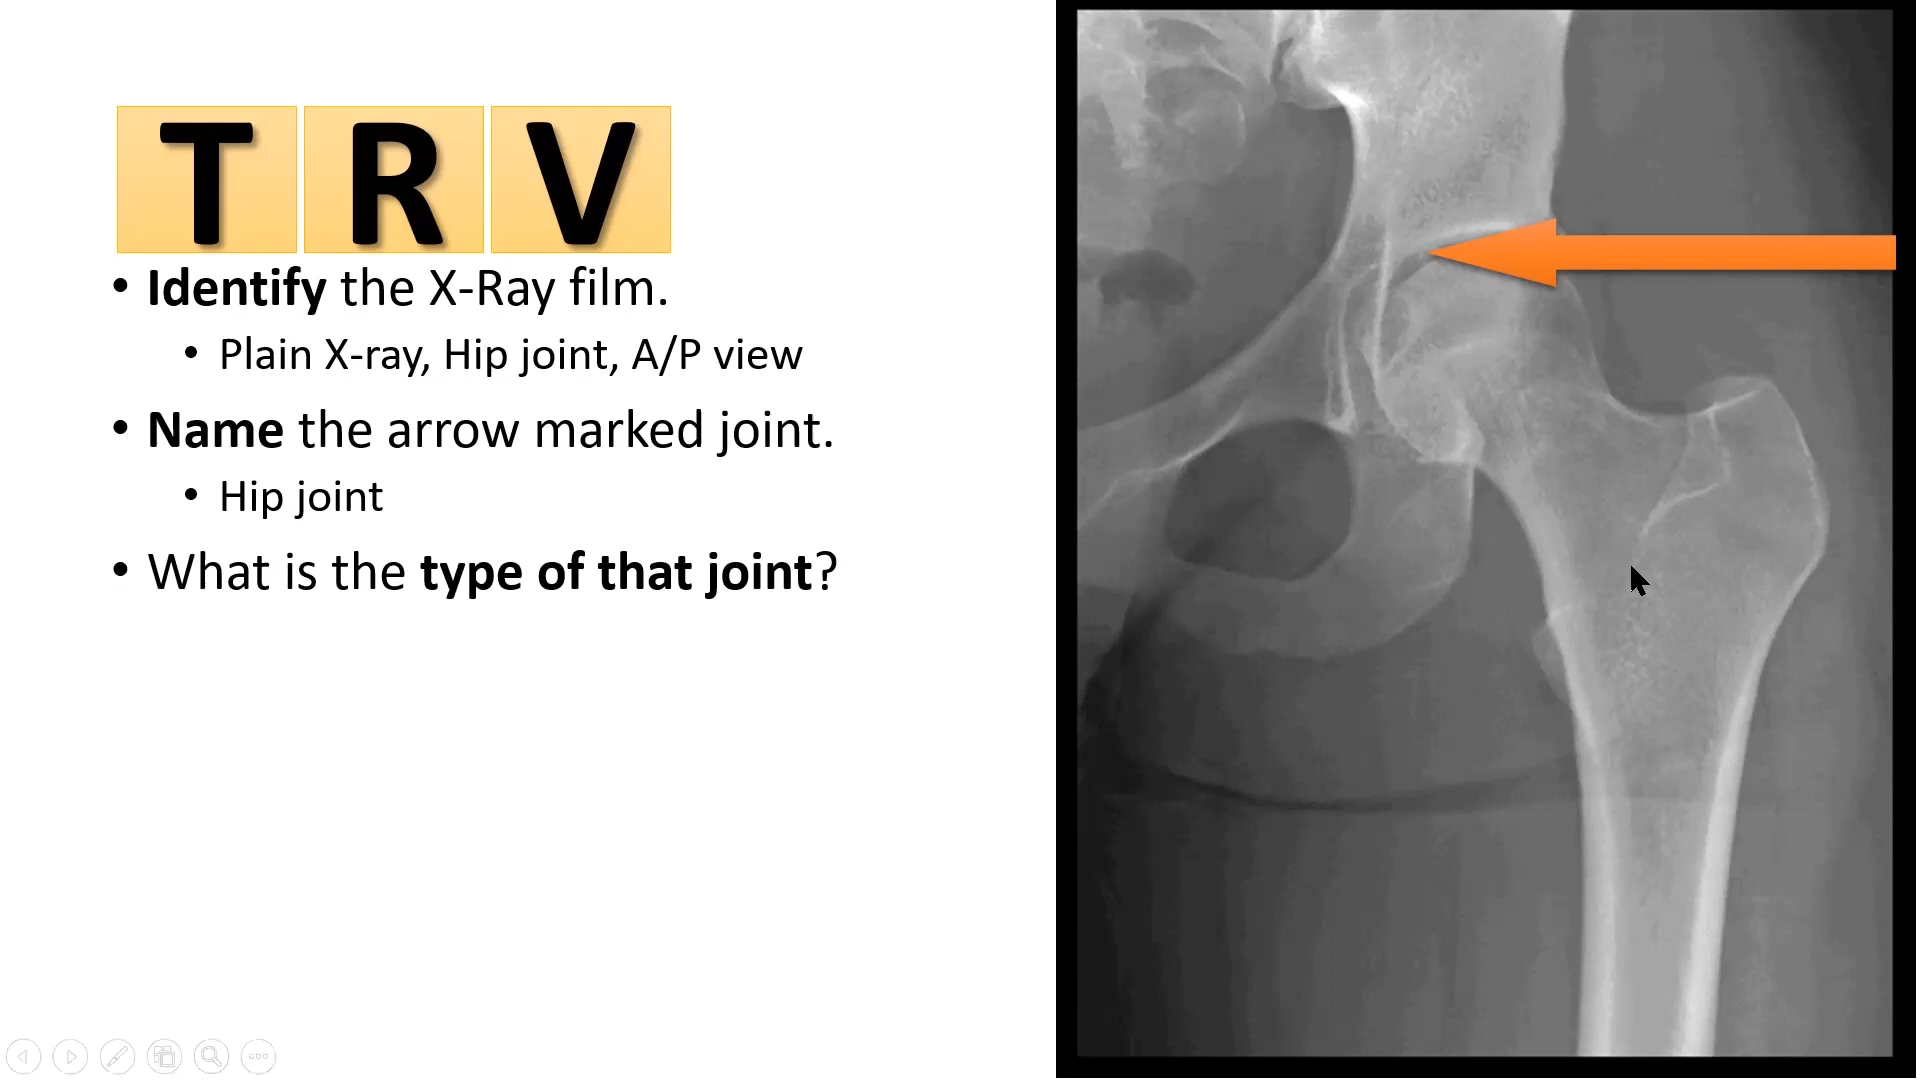 T R V
• Identify the X-Ray film.
• Plain X-ray, Hip joint, A/P view
• Name the arrow marked joint.
• Hip joint
• What is the type of that joint?